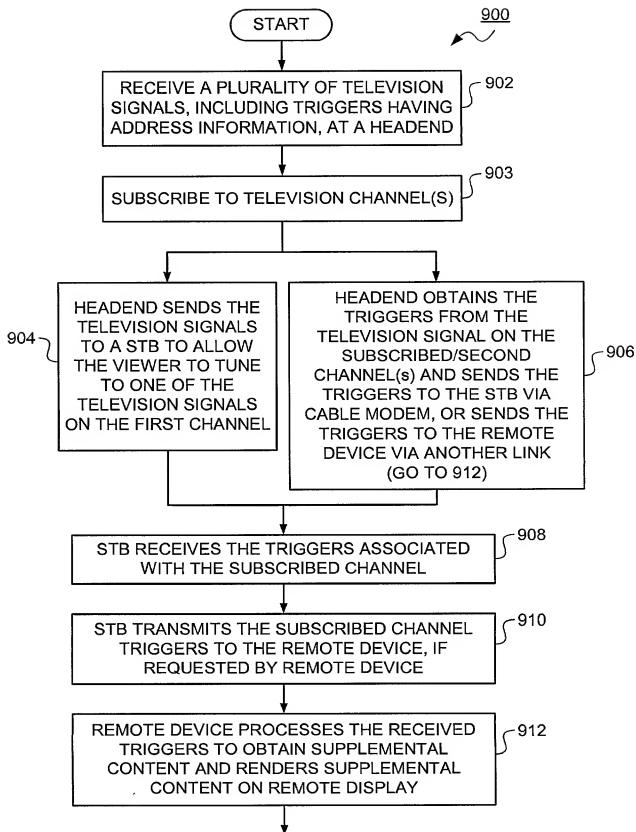 START
900
RECEIVE A PLURALITY OF TELEVISION
SIGNALS, INCLUDING TRIGGERS HAVING
ADDRESS INFORMATION, AT A HEADEND
902
SUBSCRIBE TO TELEVISION CHANNEL(S)
903
HEADEND SENDS THE
TELEVISION SIGNALS
TO A STB TO ALLOW
THE VIEWER TO TUNE
TO ONE OF THE
TELEVISION SIGNALS
ON THE FIRST CHANNEL
904
HEADEND OBTAINS THE
TRIGGERS FROM THE
TELEVISION SIGNAL ON THE
SUBSCRIBED/SECOND
CHANNEL(s) AND SENDS THE
TRIGGERS TO THE STB VIA
CABLE MODEM, OR SENDS THE
TRIGGERS TO THE REMOTE
DEVICE VIA ANOTHER LINK
(GO TO 912)
906
STB RECEIVES THE TRIGGERS ASSOCIATED
WITH THE SUBSCRIBED CHANNEL
908
STB TRANSMITS THE SUBSCRIBED CHANNEL
TRIGGERS TO THE REMOTE DEVICE, IF
REQUESTED BY REMOTE DEVICE
910
REMOTE DEVICE PROCESSES THE RECEIVED
TRIGGERS TO OBTAIN SUPPLEMENTAL
CONTENT AND RENDERS SUPPLEMENTAL
CONTENT ON REMOTE DISPLAY
912